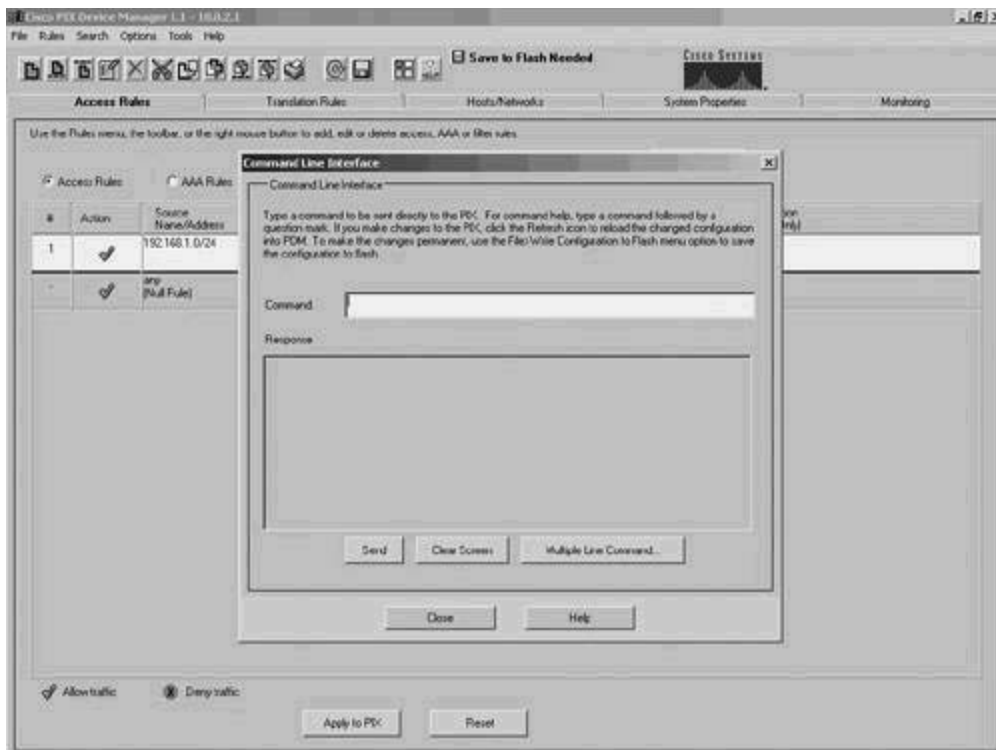 Cisco PIX Device Manager 1.1 - 10.0.2.1
File Rules Search Options Tools Help
Save to Flash Needed
CISCO SYSTEMS
Access Rules Translation Rules Hosts/Networks System Properties Monitoring
Use the Rules menu, the toolbar, or the right mouse button to add, edit or delete access, AAA or filter rules.
Access Rules AAA Rules
# Action Source Name/Address
1 192.168.1.0/24
- any (Null Rule)
Command Line Interface
Command Line Interface
Type a command to be sent directly to the PIX. For command help, type a command followed by a
question mark. If you make changes to the PIX, click the Refresh icon to reload the changed configuration
into PDM. To make the changes permanent, use the File>Write Configuration to Flash menu option to save
the configuration to flash.
Command
Response
Send Clear Screen Multiple Line Command...
Close Help
Allow traffic Deny traffic
Apply to PIX Reset